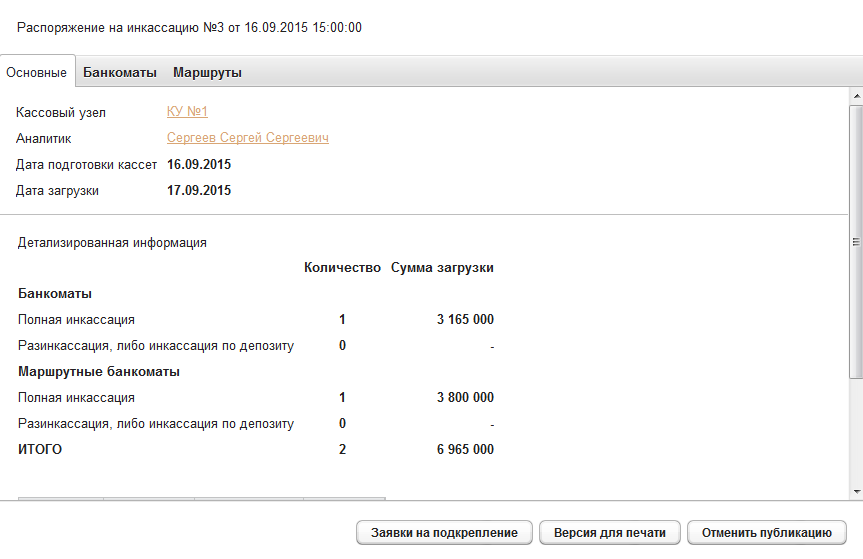 Распоряжение на инкассацию №3 от 16.09.2015 15:00:00
Основные Банкоматы Маршруты
Кассовый узел КУ №1
Аналитик Сергеев Сергей Сергеевич
Дата подготовки кассет 16.09.2015
Дата загрузки 17.09.2015
Детализированная информация
Количество Сумма загрузки
Банкоматы
Полная инкассация 1 3 165 000
Разинкассация, либо инкассация по депозиту 0 -
Маршрутные банкоматы
Полная инкассация 1 3 800 000
Разинкассация, либо инкассация по депозиту 0 -
ИТОГО 2 6 965 000
Заявки на подкрепление Версия для печати Отменить публикацию